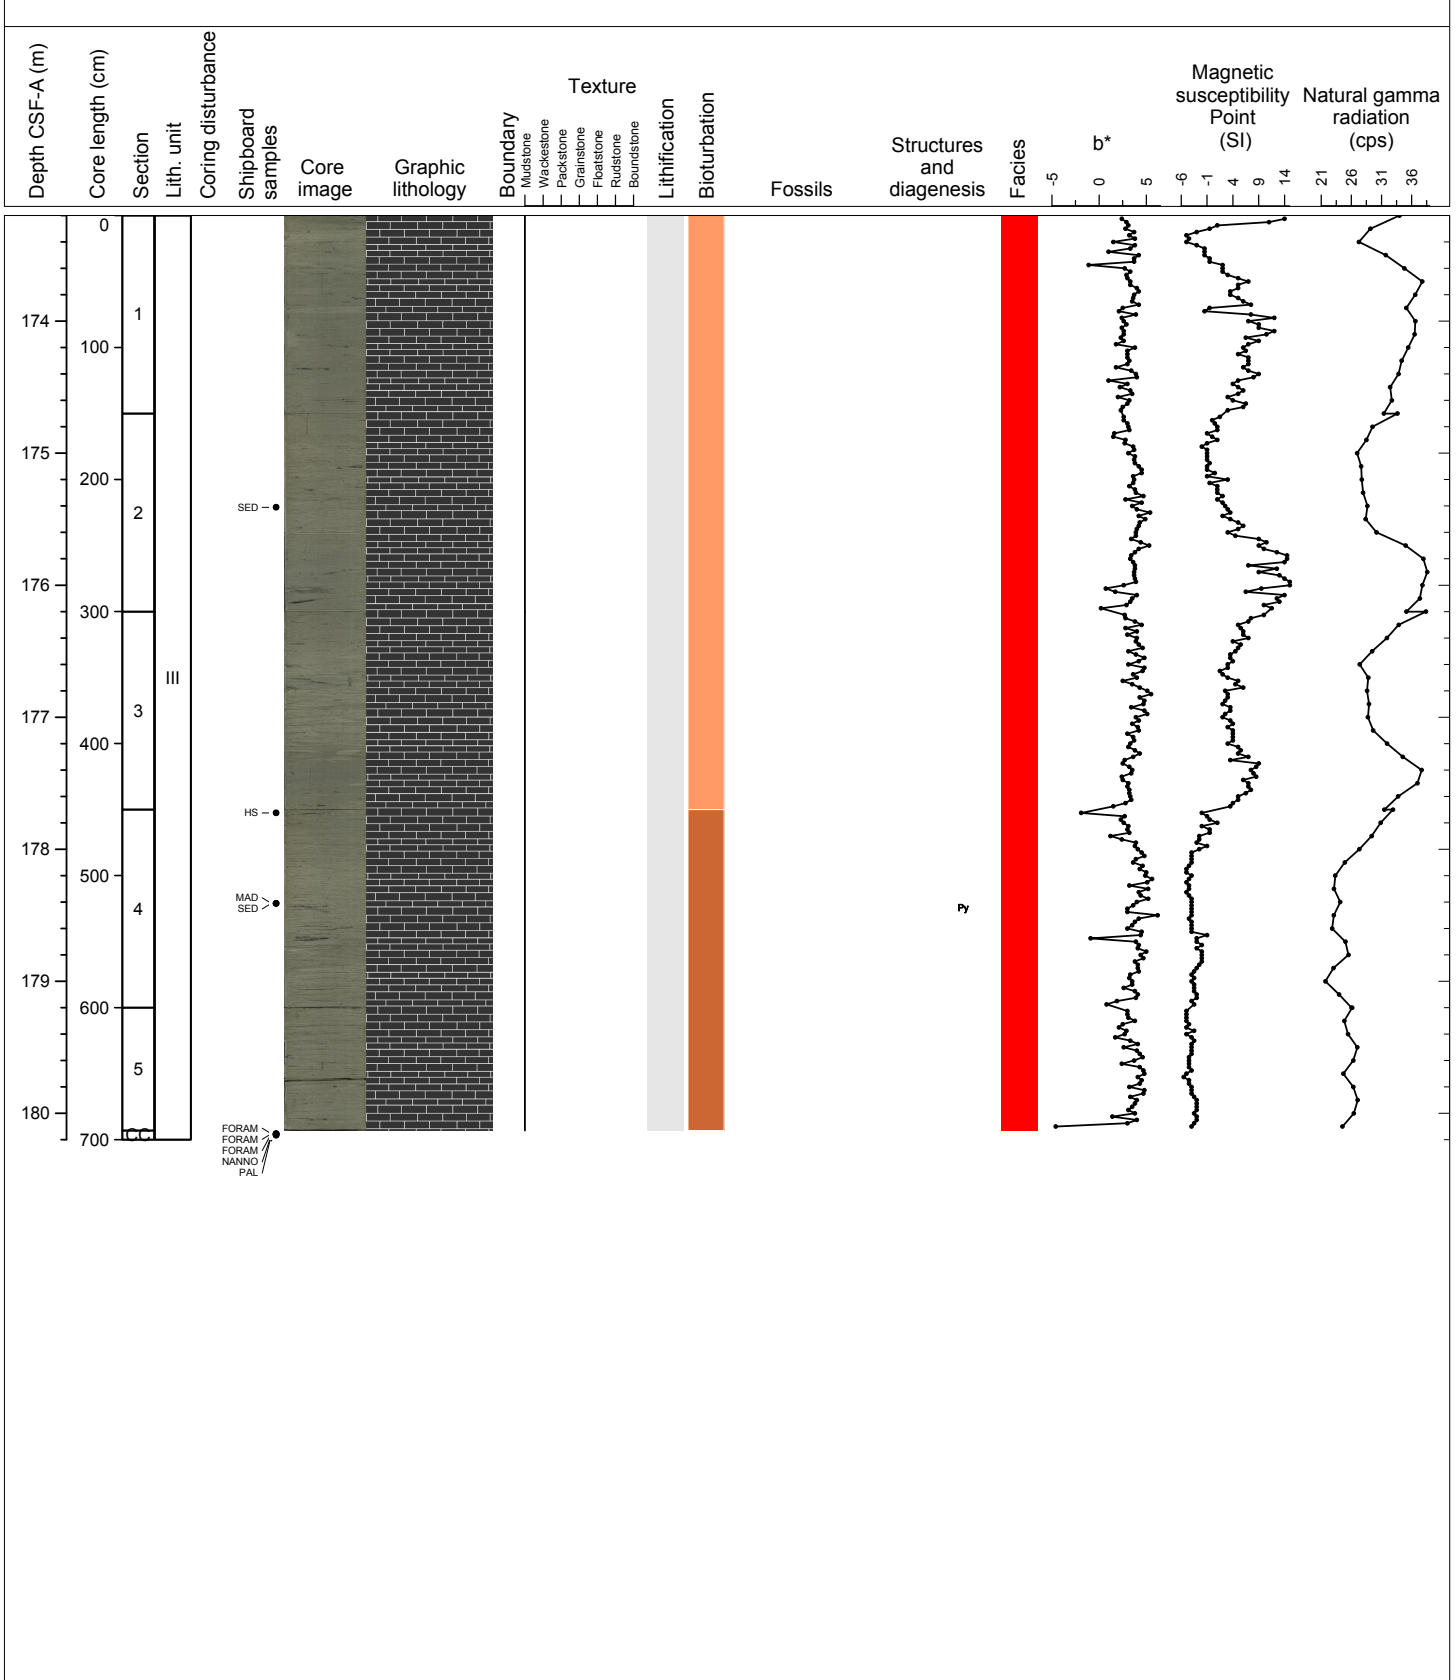 Depth CSF-A (m)
Core length (cm)
Section
Lith. unit
Coring disturbance
Shipboard
samples
Core
image
Graphic
lithology
Boundary
Texture
Mudstone
Wackestone
Packstone
Grainstone
Floatstone
Rudstone
Boundstone
Lithification
Bioturbation
Fossils
Structures
and
diagenesis
Facies
b*
-5 0 5
Magnetic
susceptibility
Point
(SI)
-6 -1 4 9 14
Natural gamma
radiation
(cps)
21 26 31 36
0
1
174
100
175
200
SED
2
176
300
III
3
177
400
HS
178
500
MAD
SED
4
Py
179
600
5
180
FORAM
CC
700
FORAM
FORAM
NANNO
PAL